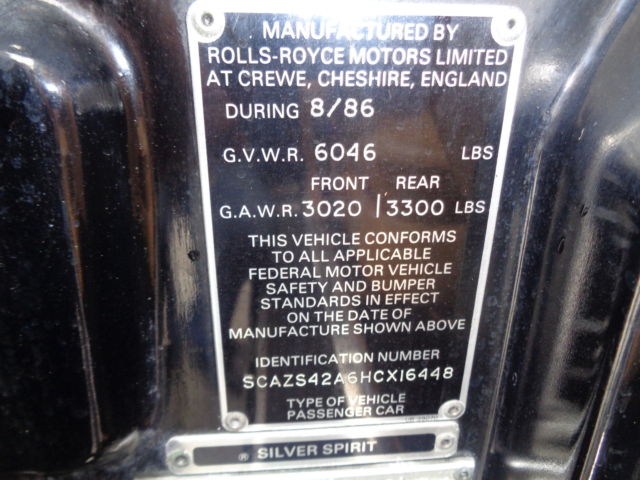 MANUFACTURED BY
ROLLS-ROYCE MOTORS LIMITED
AT CREWE, CHESHIRE, ENGLAND
DURING 8/86
G.V.W.R. 6046 LBS
FRONT REAR
G.A.W.R. 3020 / 3300 LBS
THIS VEHICLE CONFORMS
TO ALL APPLICABLE
FEDERAL MOTOR VEHICLE
SAFETY AND BUMPER
STANDARDS IN EFFECT
ON THE DATE OF
MANUFACTURE SHOWN ABOVE
IDENTIFICATION NUMBER
SCAZS42A6HCX16448
TYPE OF VEHICLE
PASSENGER CAR
® SILVER SPIRIT